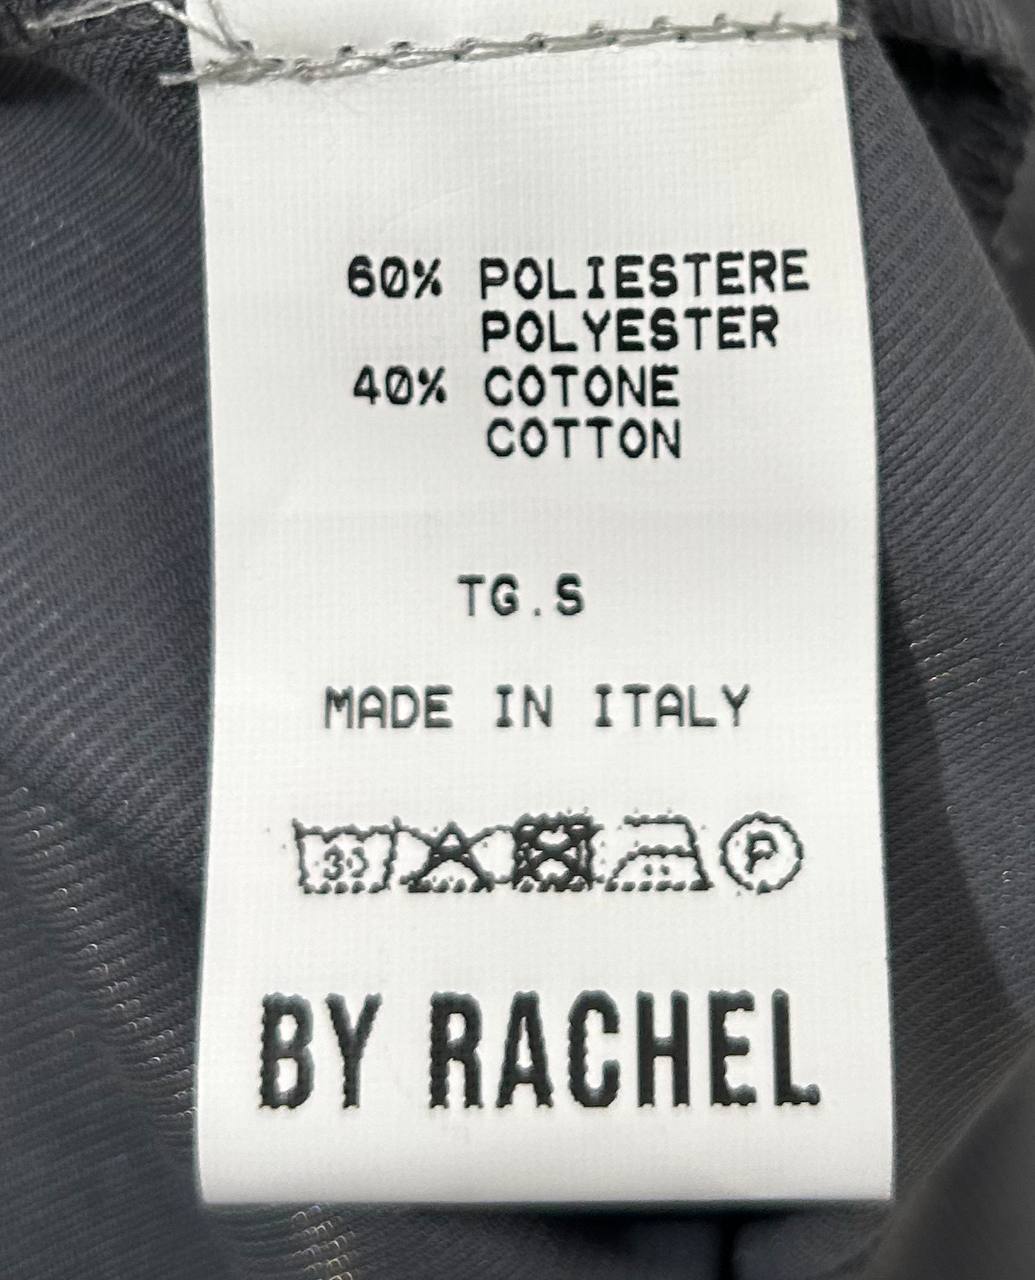 60% POLIESTERE
POLYESTER
40% COTONE
COTTON
TG.S
MADE IN ITALY
30 P
BY RACHEL